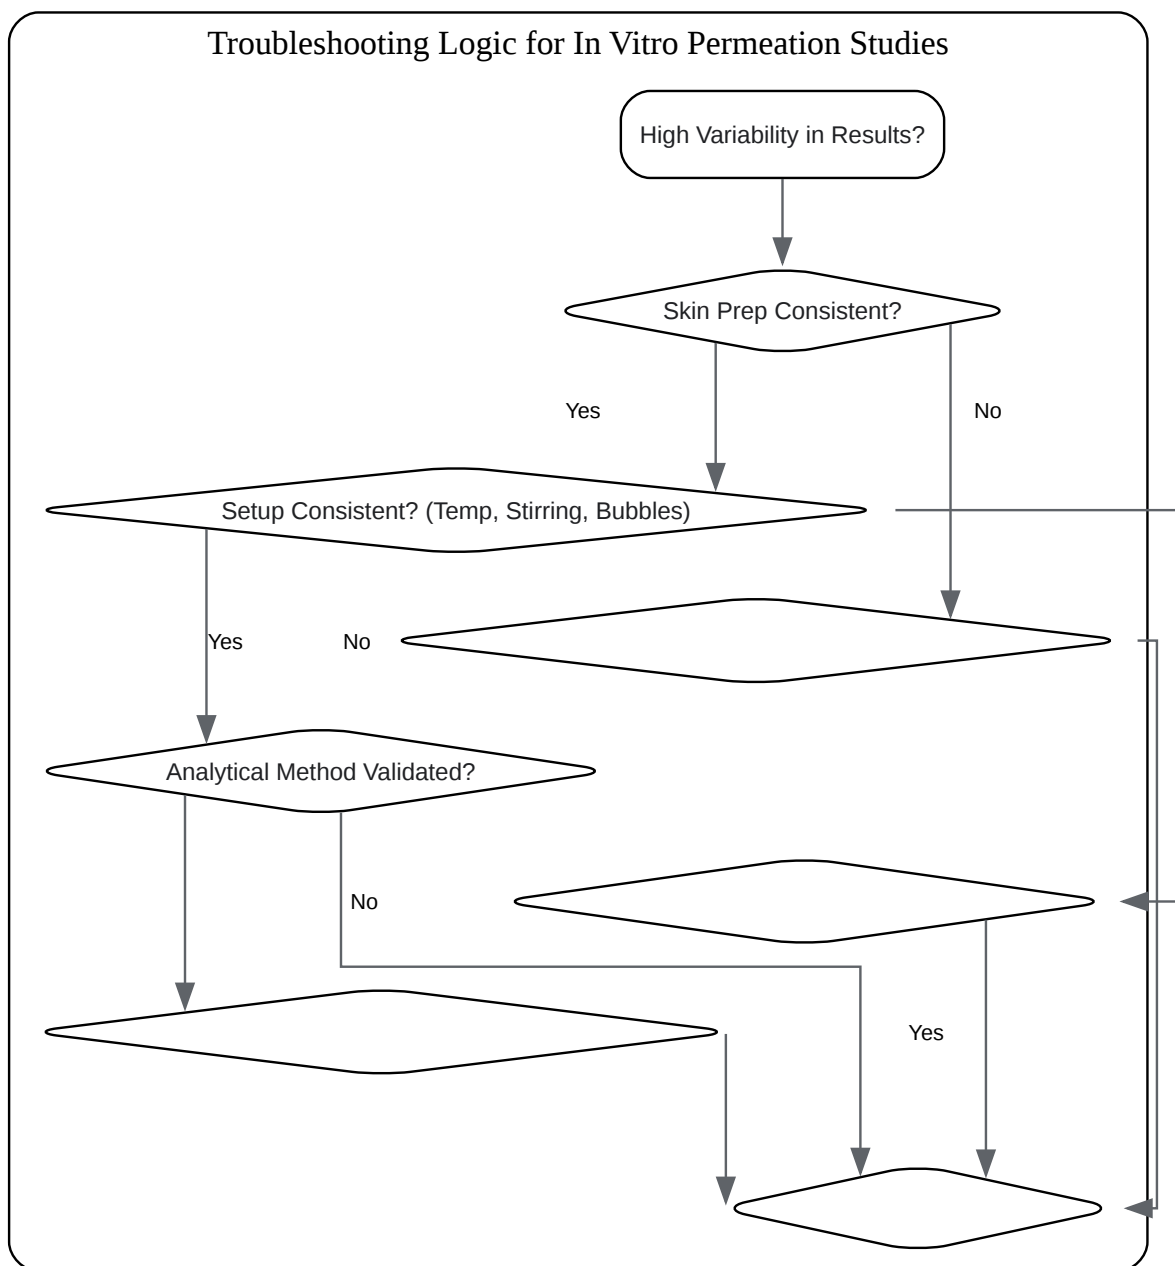 Troubleshooting Logic for In Vitro Permeation Studies
High Variability in Results?
Skin Prep Consistent?
Yes
No
Setup Consistent? (Temp, Stirring, Bubbles)
Yes
No
Analytical Method Validated?
No
Yes